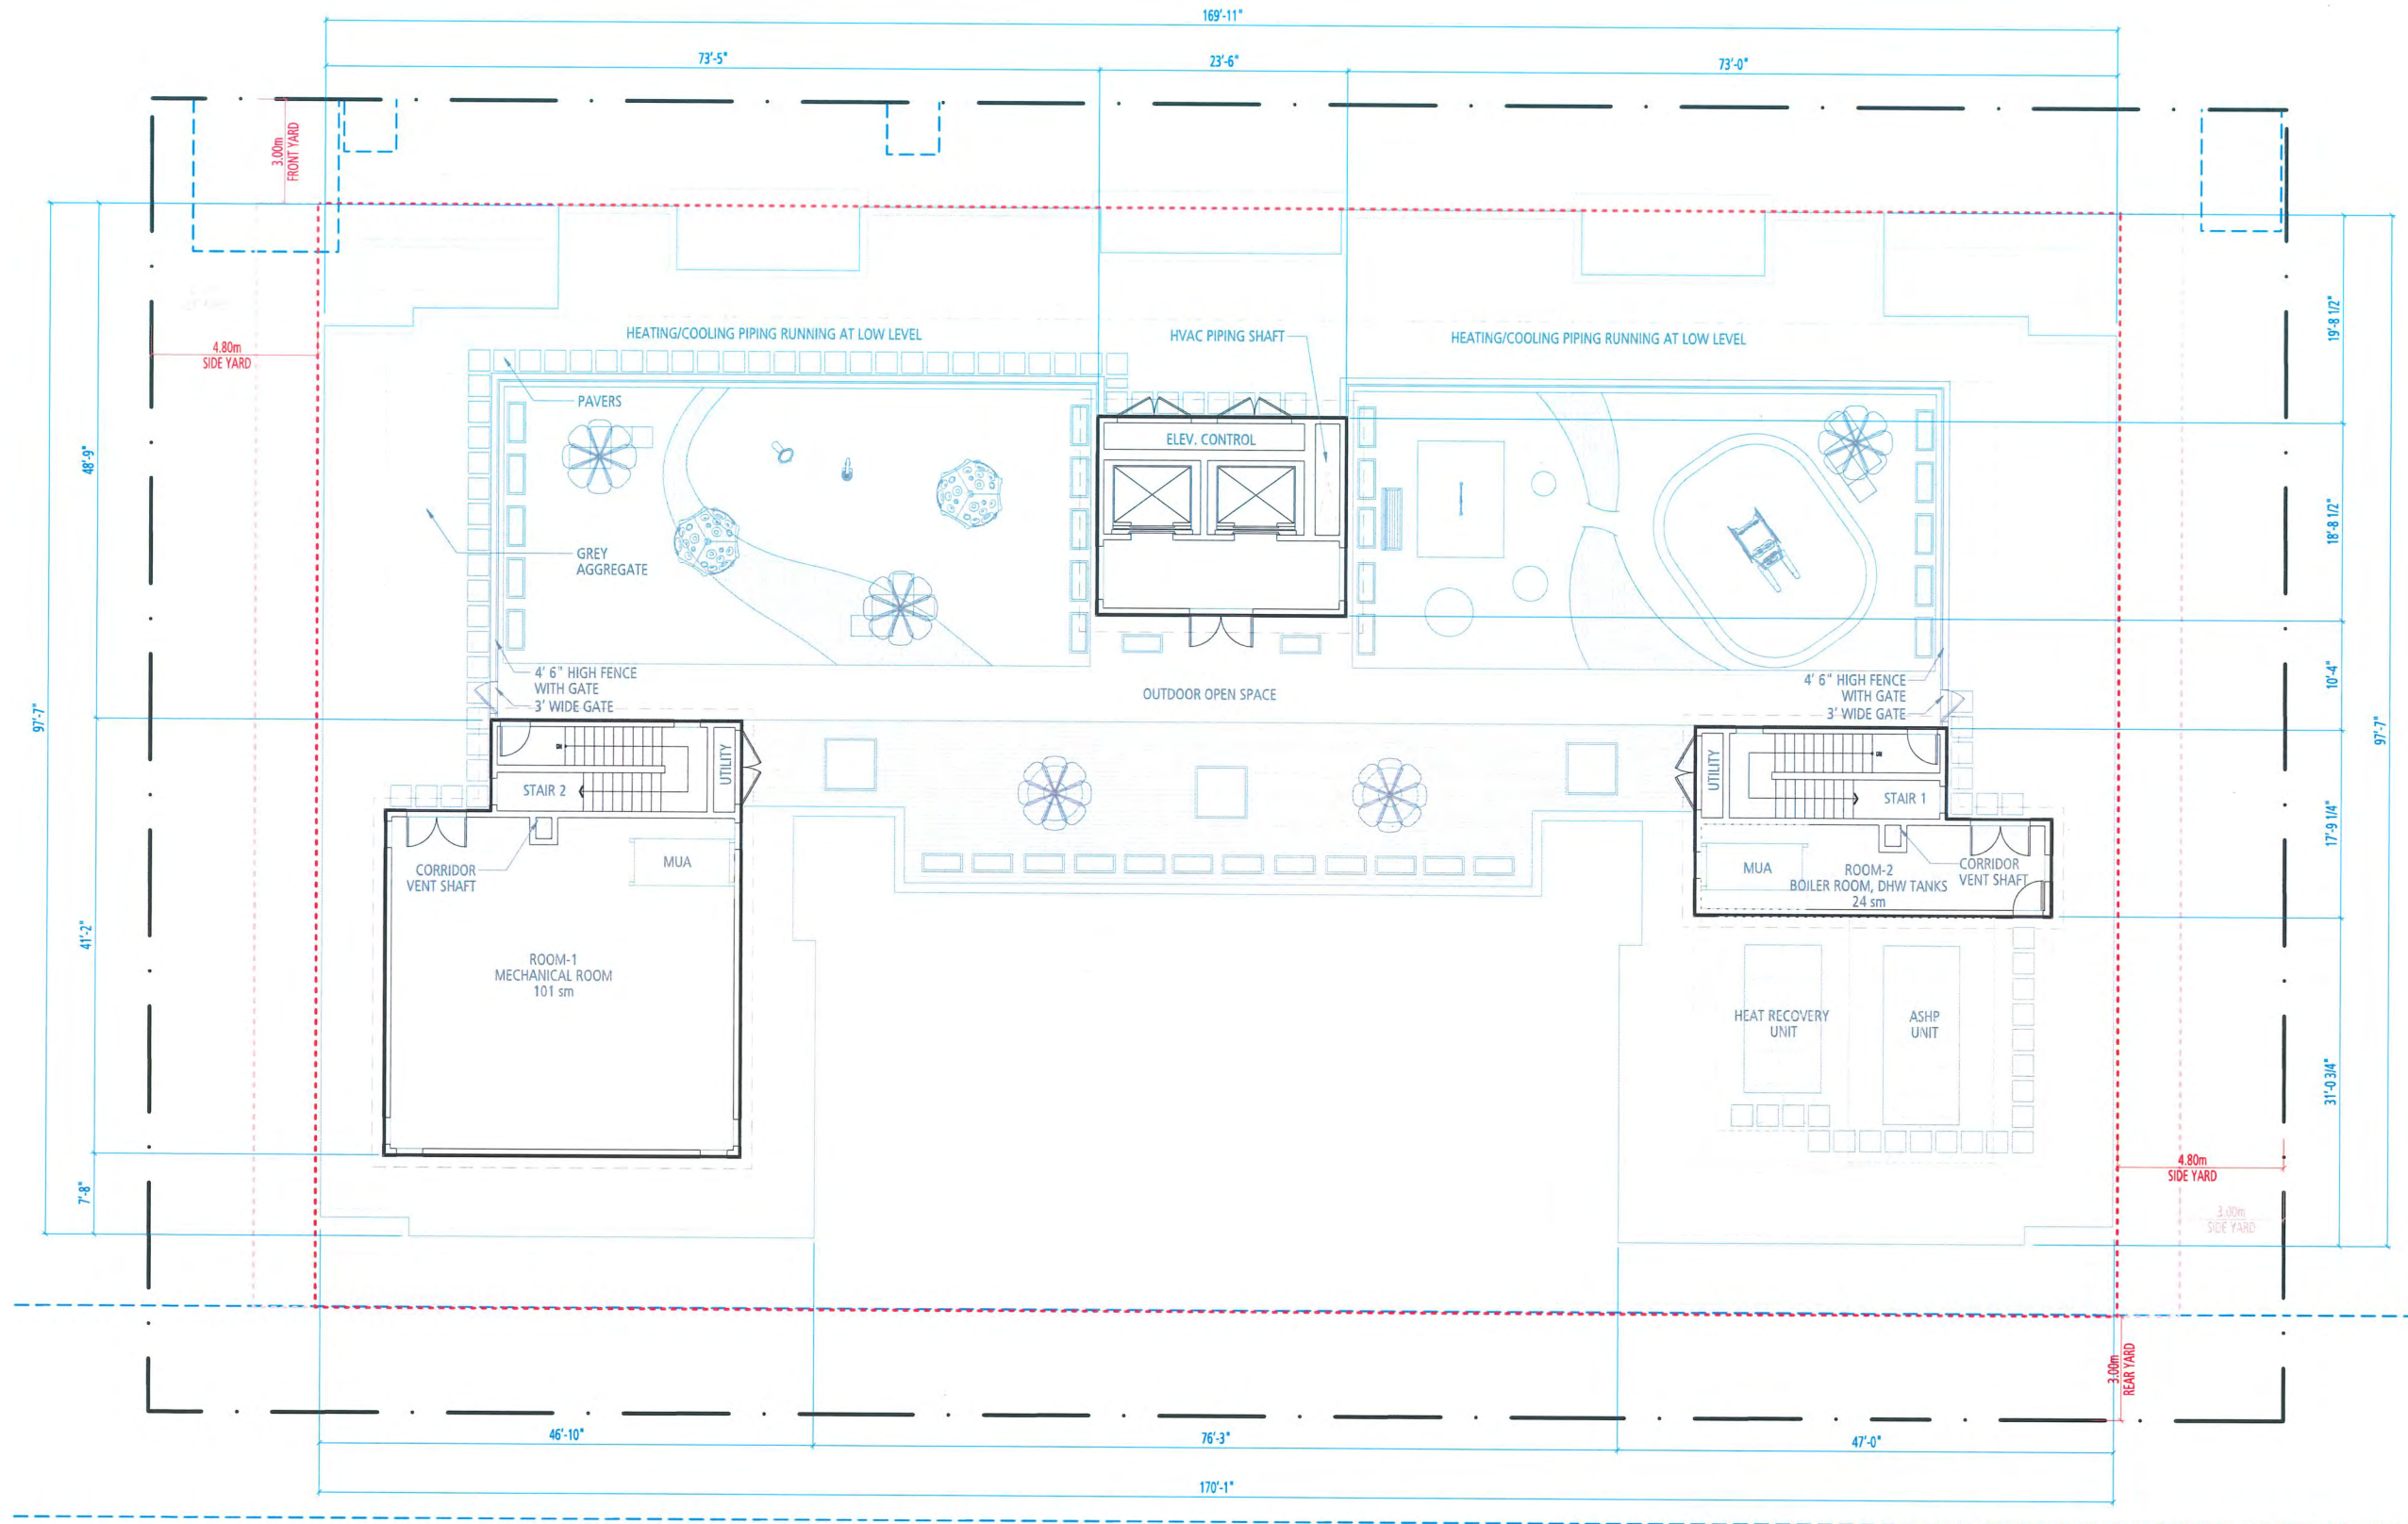 169'-11"
73'-5"
23'-6"
73'-0"
3.00m
FRONT YARD
4.80m
SIDE YARD
HEATING/COOLING PIPING RUNNING AT LOW LEVEL
HVAC PIPING SHAFT
HEATING/COOLING PIPING RUNNING AT LOW LEVEL
19'-8 1/2"
PAVERS
ELEV. CONTROL
48'-9"
GREY
AGGREGATE
18'-8 1/2"
4' 6" HIGH FENCE
WITH GATE
3' WIDE GATE
OUTDOOR OPEN SPACE
4' 6" HIGH FENCE
WITH GATE
3' WIDE GATE
10'-4"
97'-7"
97'-7"
UTILITY
STAIR 2
UTILITY
STAIR 1
17'-9 1/4"
CORRIDOR
VENT SHAFT
MUA
MUA
ROOM-2
BOILER ROOM, DHW TANKS
24 sm
CORRIDOR
VENT SHAFT
41'-2"
ROOM-1
MECHANICAL ROOM
101 sm
HEAT RECOVERY
UNIT
ASHP
UNIT
31'-0 3/4"
7'-8"
4.80m
SIDE YARD
3.00m
SIDE YARD
3.00m
REAR YARD
46'-10"
76'-3"
47'-0"
170'-1"